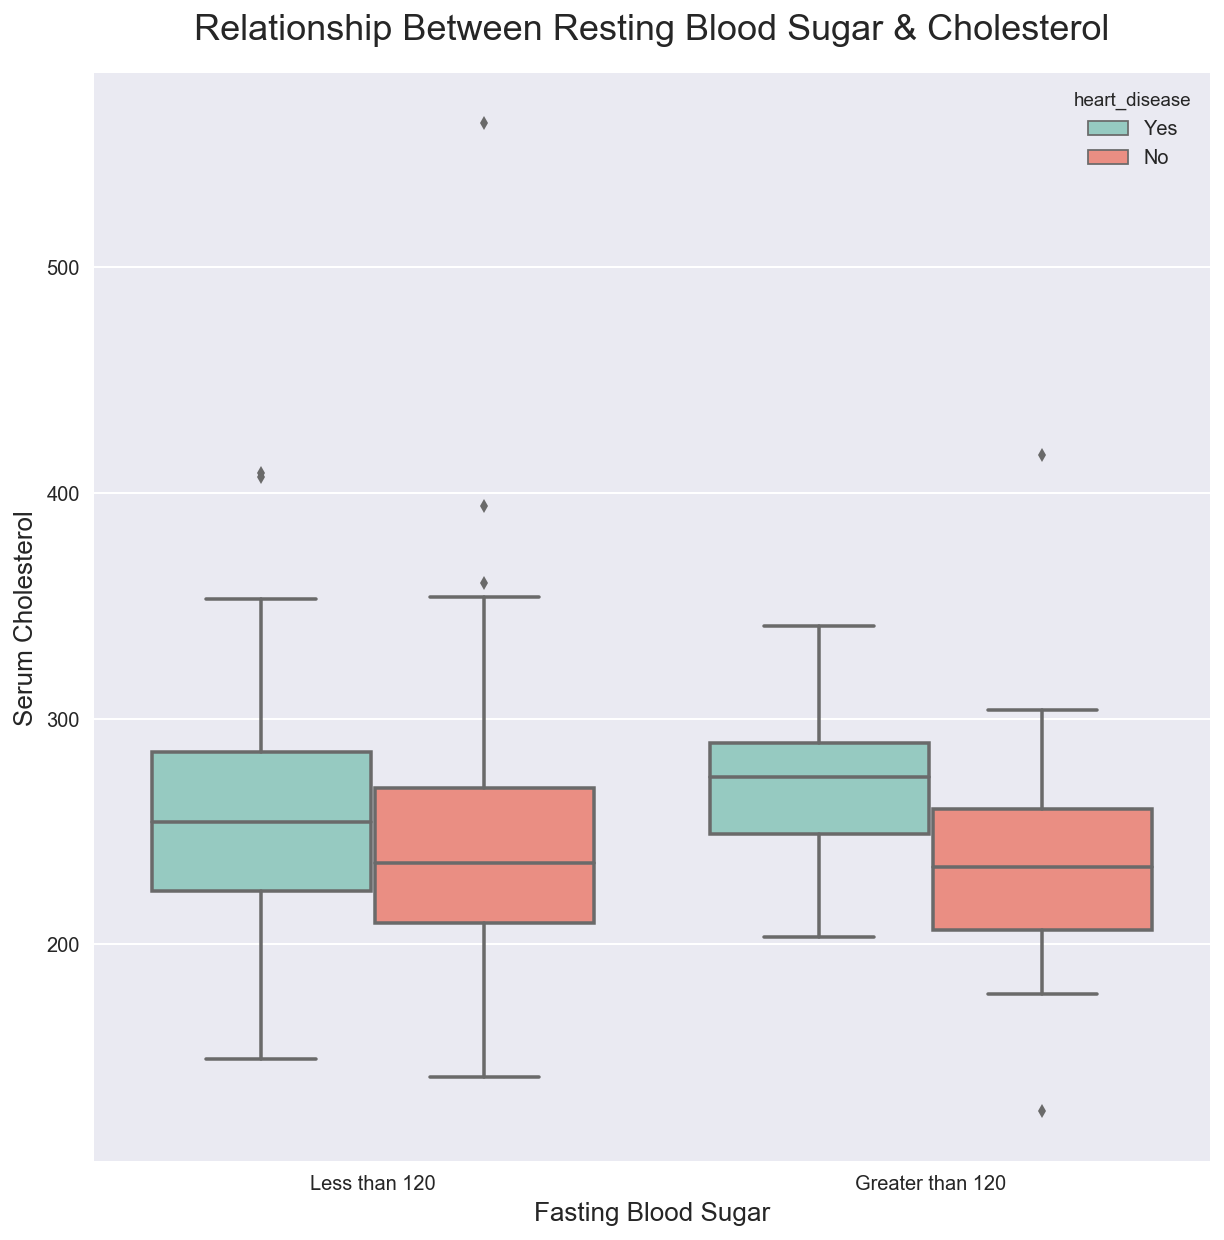 Relationship Between Resting Blood Sugar & Cholesterol
heart_disease
Yes
No
500
400
300
200
Serum Cholesterol
Less than 120
Greater than 120
Fasting Blood Sugar